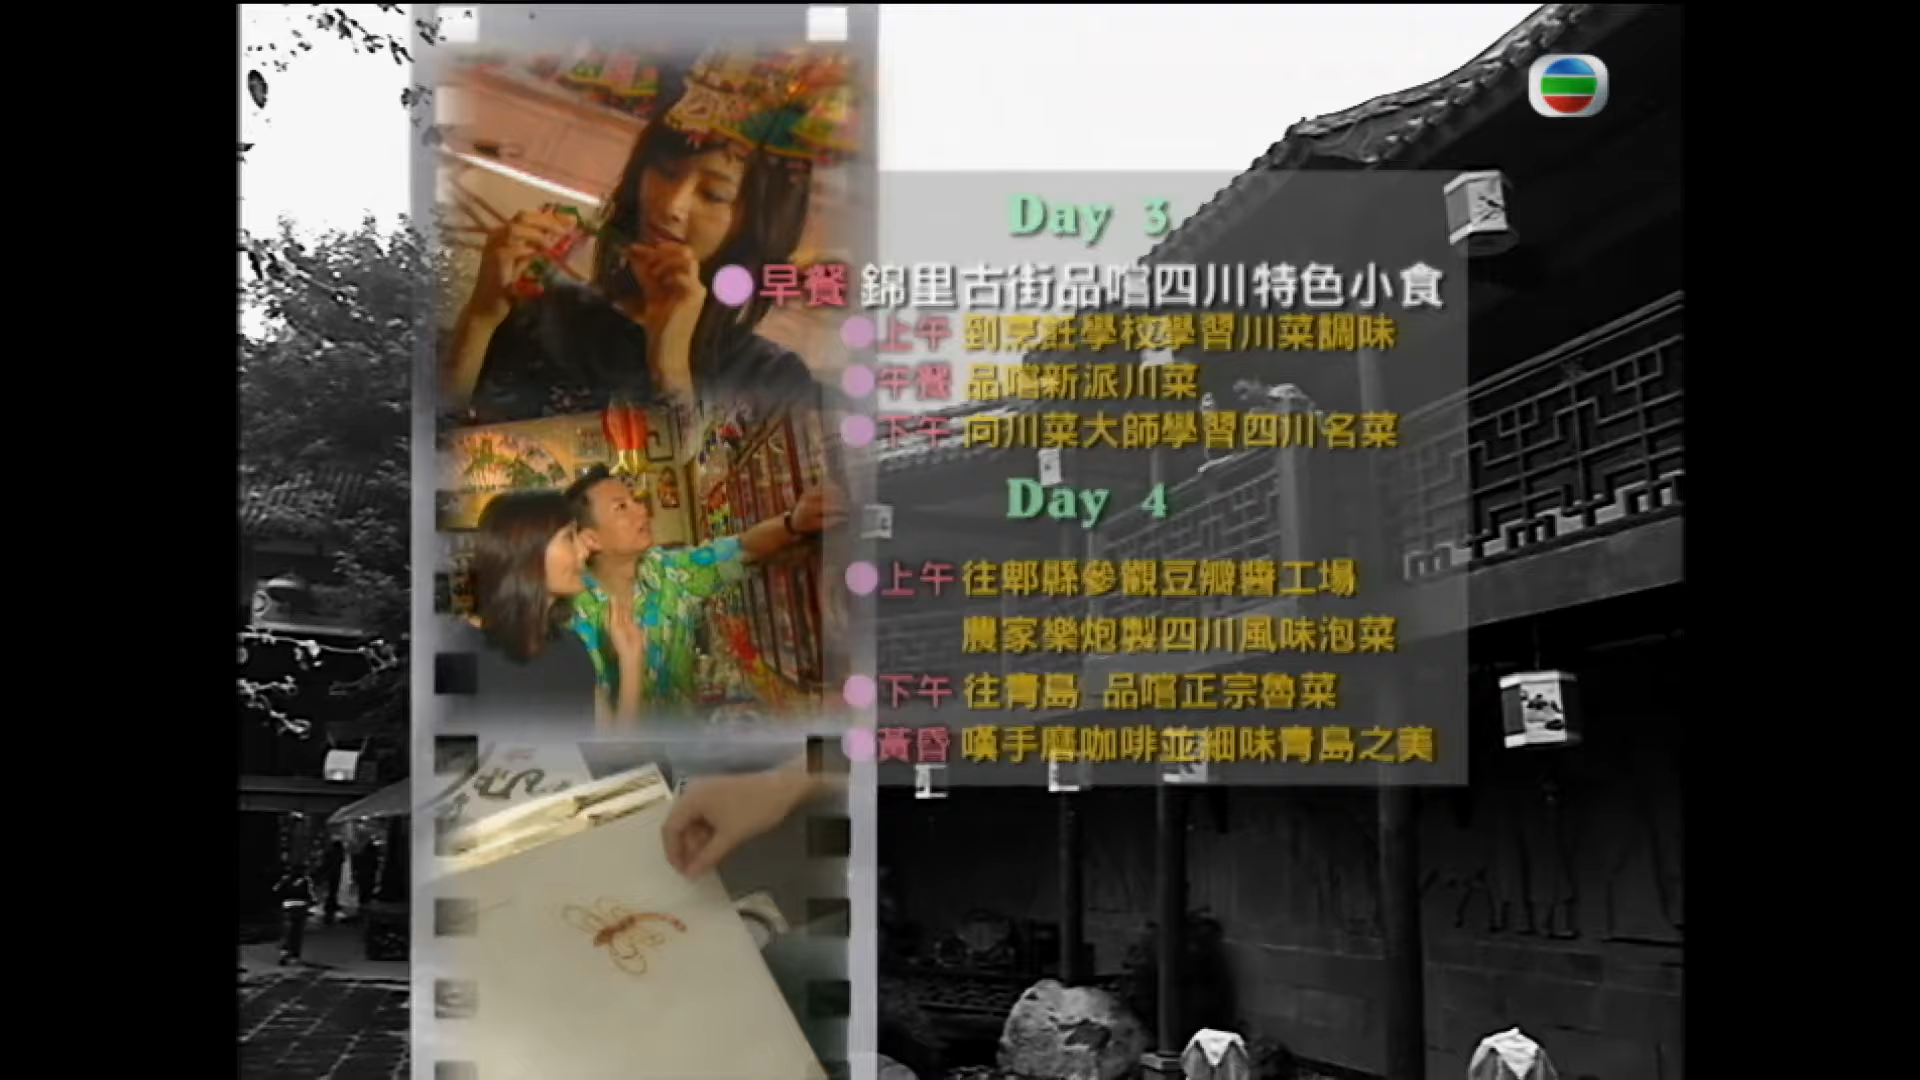 Day 3
早餐 錦里古街品嚐四川特色小食
上午 到烹飪學校學習川菜調味
午餐 品嚐新派川菜
下午 向川菜大師學習四川名菜
Day 4
上午 往郫縣參觀豆瓣醬工場
農家樂炮製四川風味泡菜
下午 往青島 品嚐正宗魯菜
黃昏 嘆手磨咖啡並細味青島之美